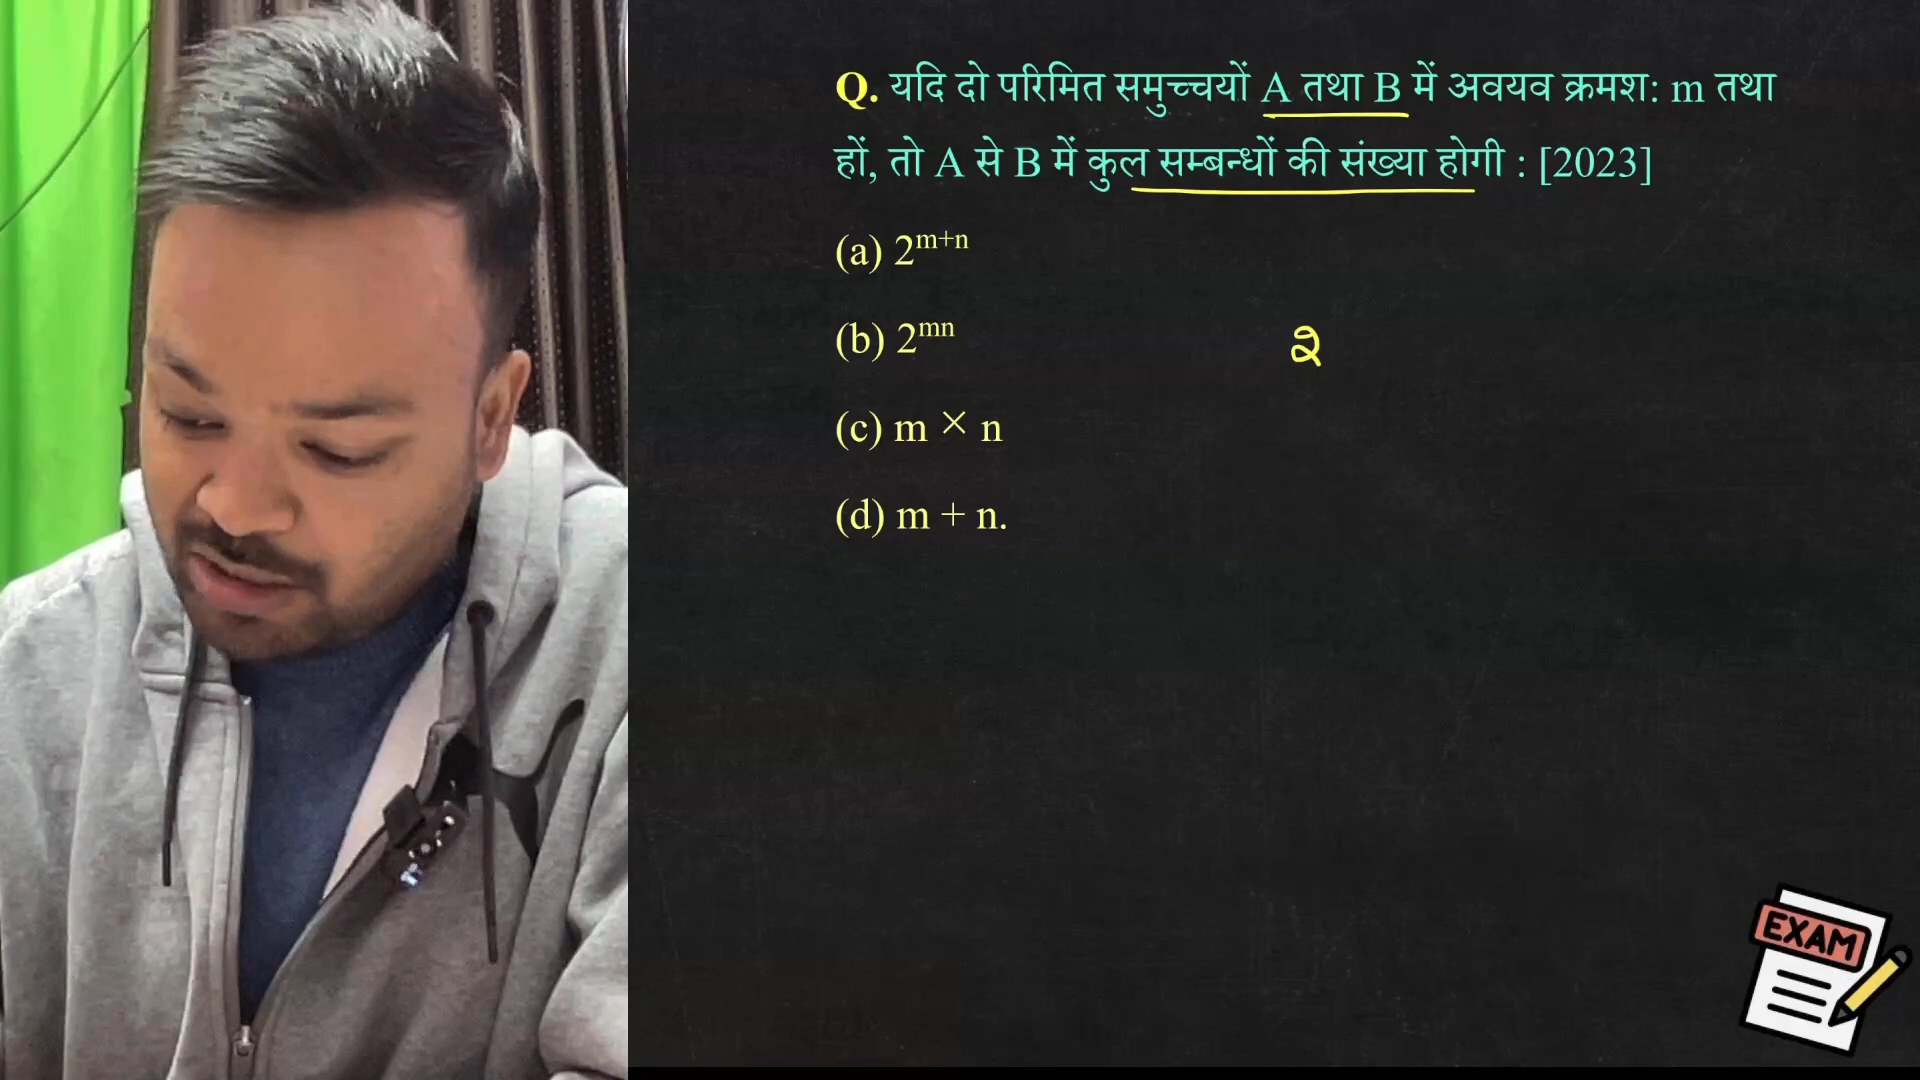 Q. यदि दो परिमित समुच्चयों A तथा B में अवयव क्रमश: m तथा
हों, तो A से B में कुल सम्बन्धों की संख्या होगी : [2023]
(a) 2^{m+n}
(b) 2^{mn}
२
(c) m × n
(d) m + n.
EXAM